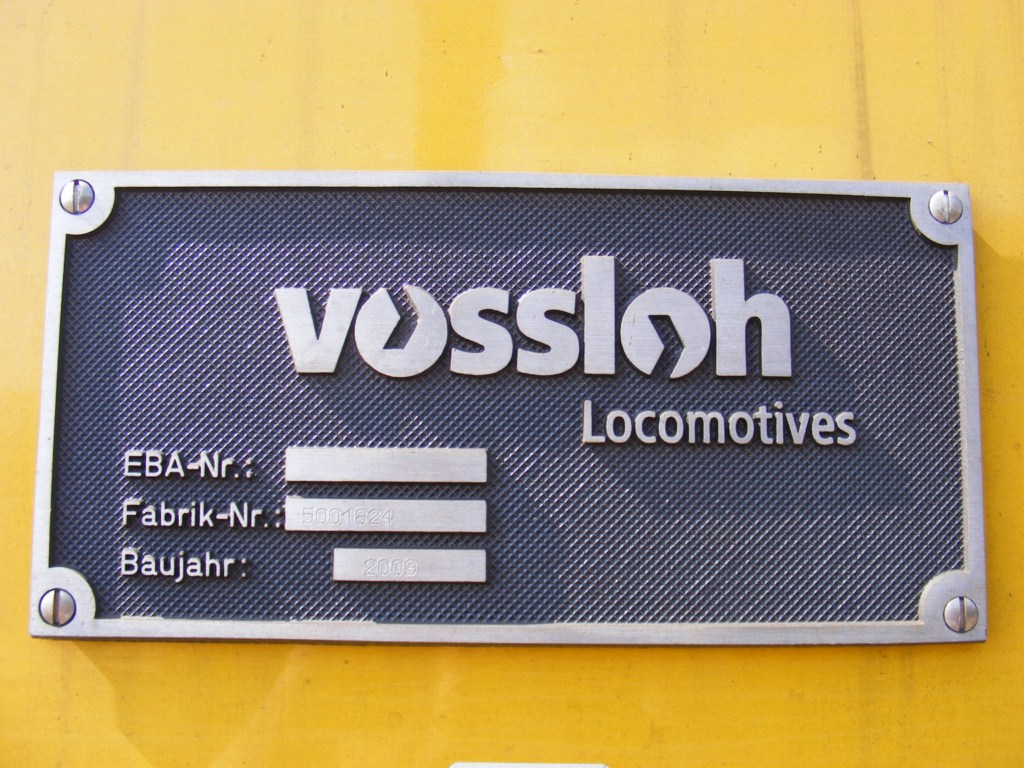 vossloh
Locomotives
EBA-Nr.:
Fabrik-Nr.: 5001824
Baujahr: 2009